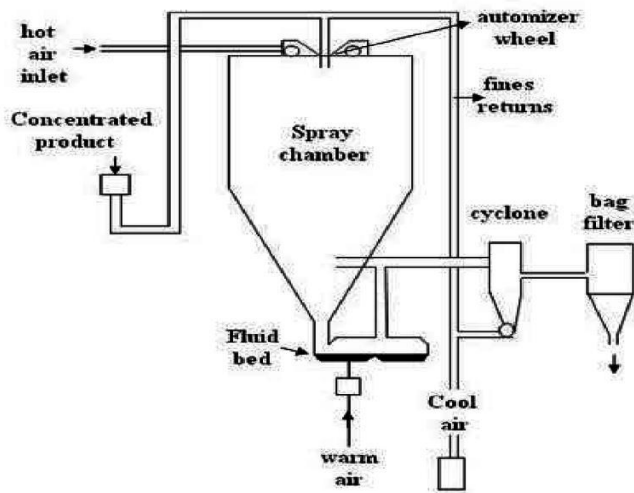 hot
air
inlet
automizer
wheel
fines
returns
Concentrated
product
Spray
chamber
cyclone
bag
filter
Fluid
bed
Cool
air
warm
air